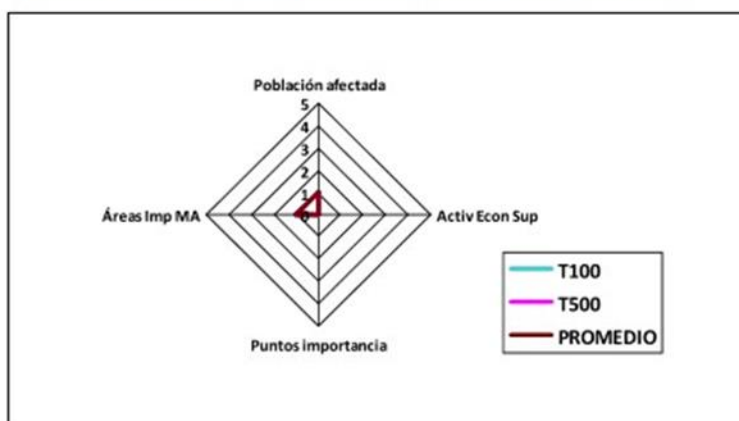 Población afectada
5
4
3
2
1
0
Áreas Imp MA
Activ Econ Sup
Puntos importancia
T100
T500
PROMEDIO